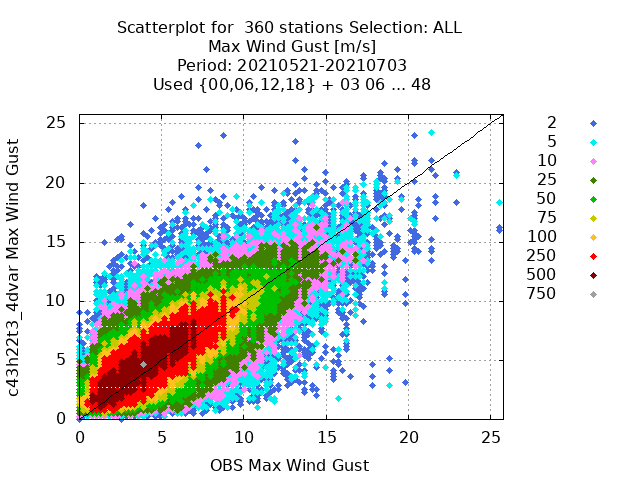 Scatterplot for  360 stations Selection: ALL
Max Wind Gust [m/s]
Period: 20210521-20210703
Used {00,06,12,18} + 03 06 ... 48
c43h22t3_4dvar Max Wind Gust
25
20
15
10
5
0
0 5 10 15 20 25
OBS Max Wind Gust
2
5
10
25
50
75
100
250
500
750